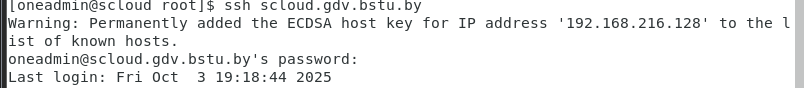 [oneadmin@scloud root]$ ssh scloud.gdv.bstu.by
Warning: Permanently added the ECDSA host key for IP address '192.168.216.128' to the l
ist of known hosts.
oneadmin@scloud.gdv.bstu.by's password:
Last login: Fri Oct  3 19:18:44 2025